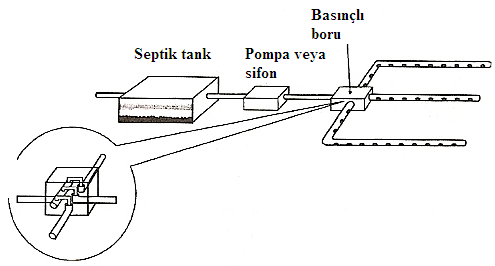 Basınçlı
boru
Septik tank
Pompa veya
sifon